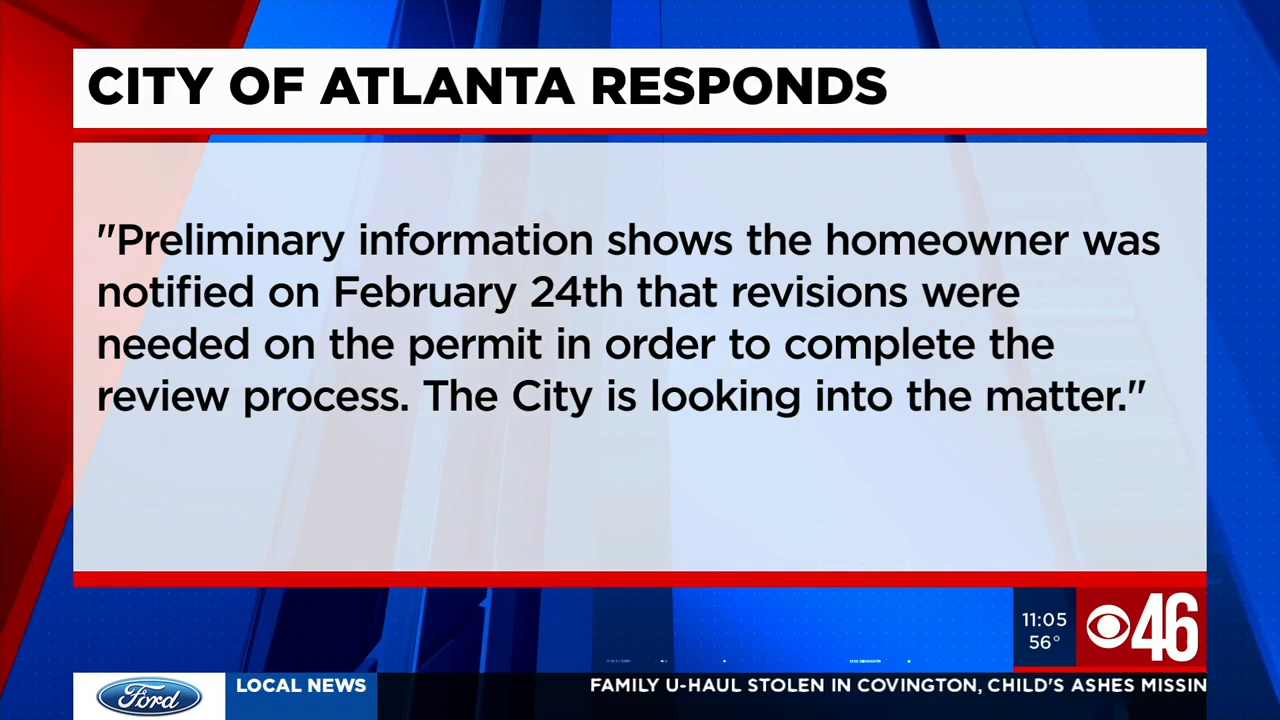 CITY OF ATLANTA RESPONDS
"Preliminary information shows the homeowner was
notified on February 24th that revisions were
needed on the permit in order to complete the
review process. The City is looking into the matter."
11:05
56°
46
Ford
LOCAL NEWS
FAMILY U-HAUL STOLEN IN COVINGTON, CHILD'S ASHES MISSIN